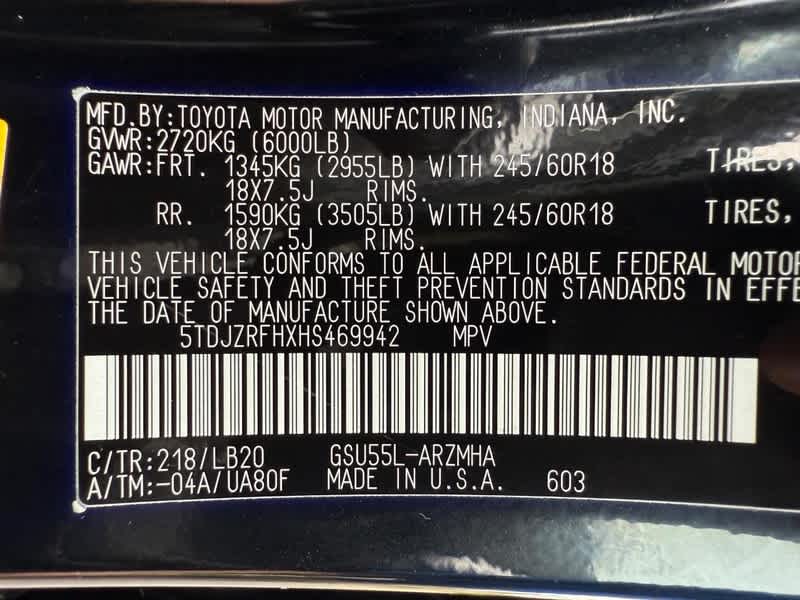 MFD.BY:TOYOTA MOTOR MANUFACTURING, INDIANA, INC.
GVWR:2720KG (6000LB)
GAWR:FRT. 1345KG (2955LB) WITH 245/60R18 TIRES,
18X7.5J RIMS.
RR. 1590KG (3505LB) WITH 245/60R18 TIRES,
18X7.5J RIMS.
THIS VEHICLE CONFORMS TO ALL APPLICABLE FEDERAL MOTOR
VEHICLE SAFETY AND THEFT PREVENTION STANDARDS IN EFFE
THE DATE OF MANUFACTURE SHOWN ABOVE.
5TDJZRFHXHS469942 MPV
C/TR:218/LB20 GSU55L-ARZMHA
A/TM:-04A/UA80F MADE IN U.S.A. 603